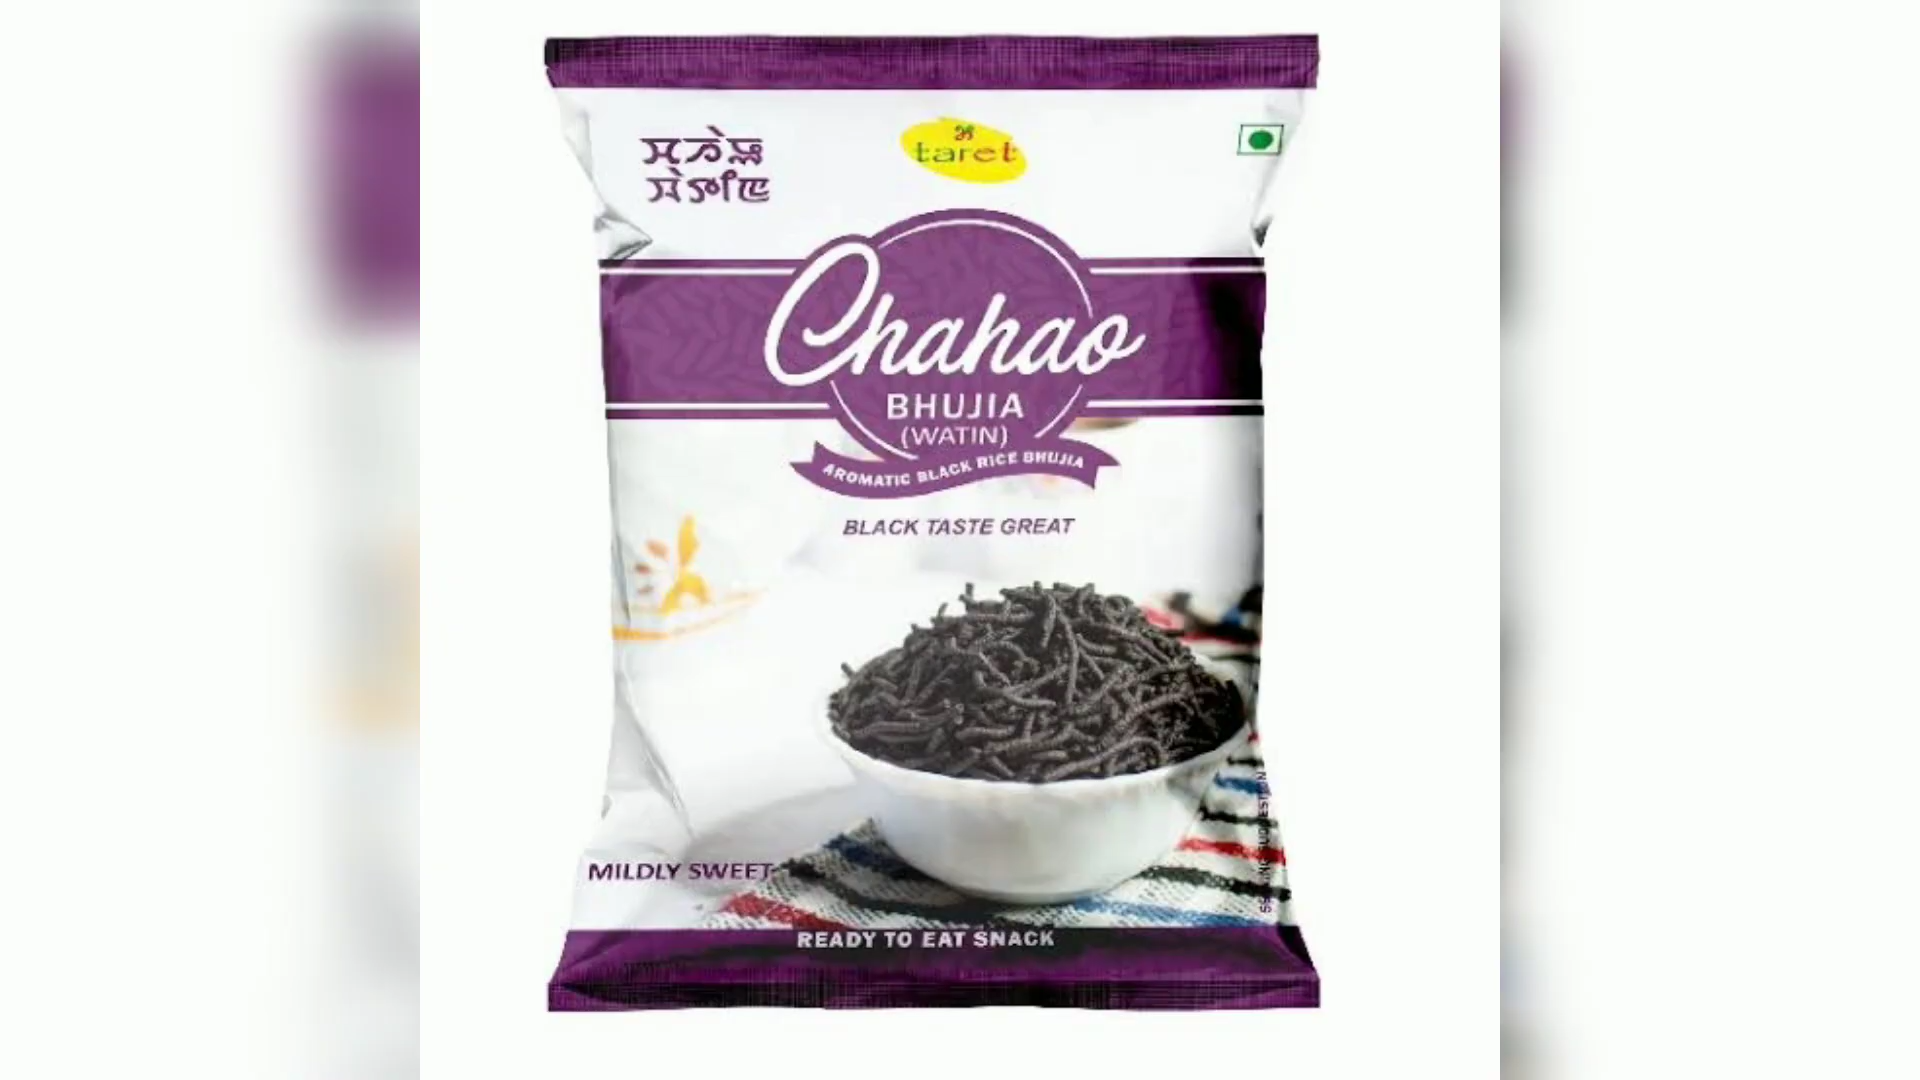 taret
Chahao
BHUJIA
(WATIN)
AROMATIC BLACK RICE BHUJIA
BLACK TASTE GREAT
MILDLY SWEET
READY TO EAT SNACK